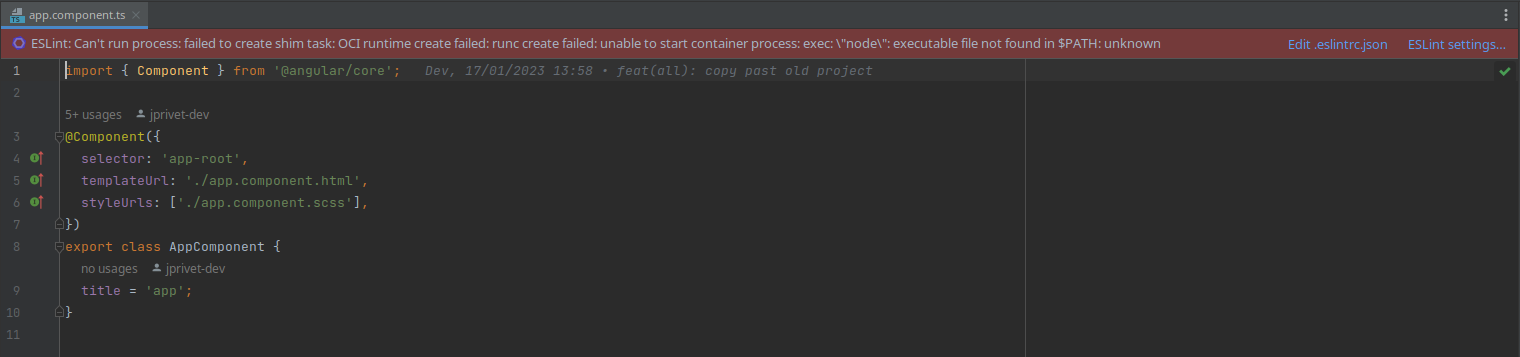 app.component.ts
ESLint: Can't run process: failed to create shim task: OCI runtime create failed: runc create failed: unable to start container process: exec: \"node\": executable file not found in $PATH: unknown Edit .eslintrc.json ESLint settings...
1 import { Component } from '@angular/core'; Dev, 17/01/2023 13:58 • feat(all): copy past old project
2
5+ usages jprivet-dev
3 @Component({
4 selector: 'app-root',
5 templateUrl: './app.component.html',
6 styleUrls: ['./app.component.scss'],
7 })
8 export class AppComponent {
no usages jprivet-dev
9 title = 'app';
10 }
11